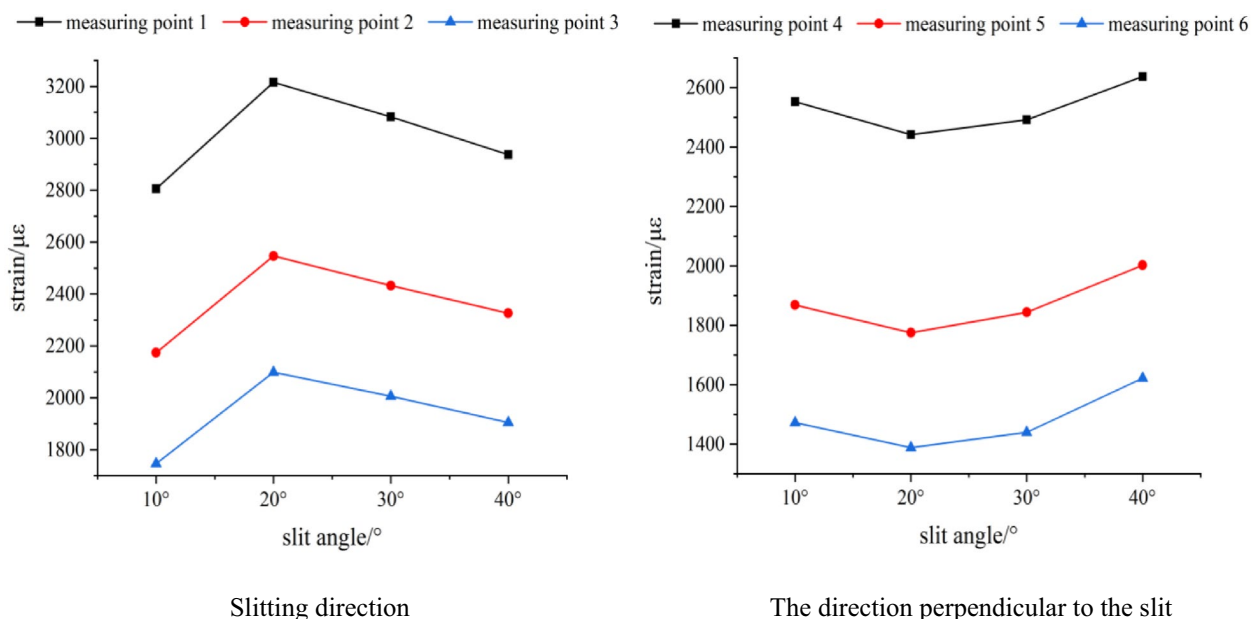 measuring point 1 measuring point 2 measuring point 3
3200
3000
2800
2600
2400
2200
2000
1800
strain/με
10° 20° 30° 40°
slit angle/°
Slitting direction
measuring point 4 measuring point 5 measuring point 6
2600
2400
2200
2000
1800
1600
1400
strain/με
10° 20° 30° 40°
slit angle/°
The direction perpendicular to the slit